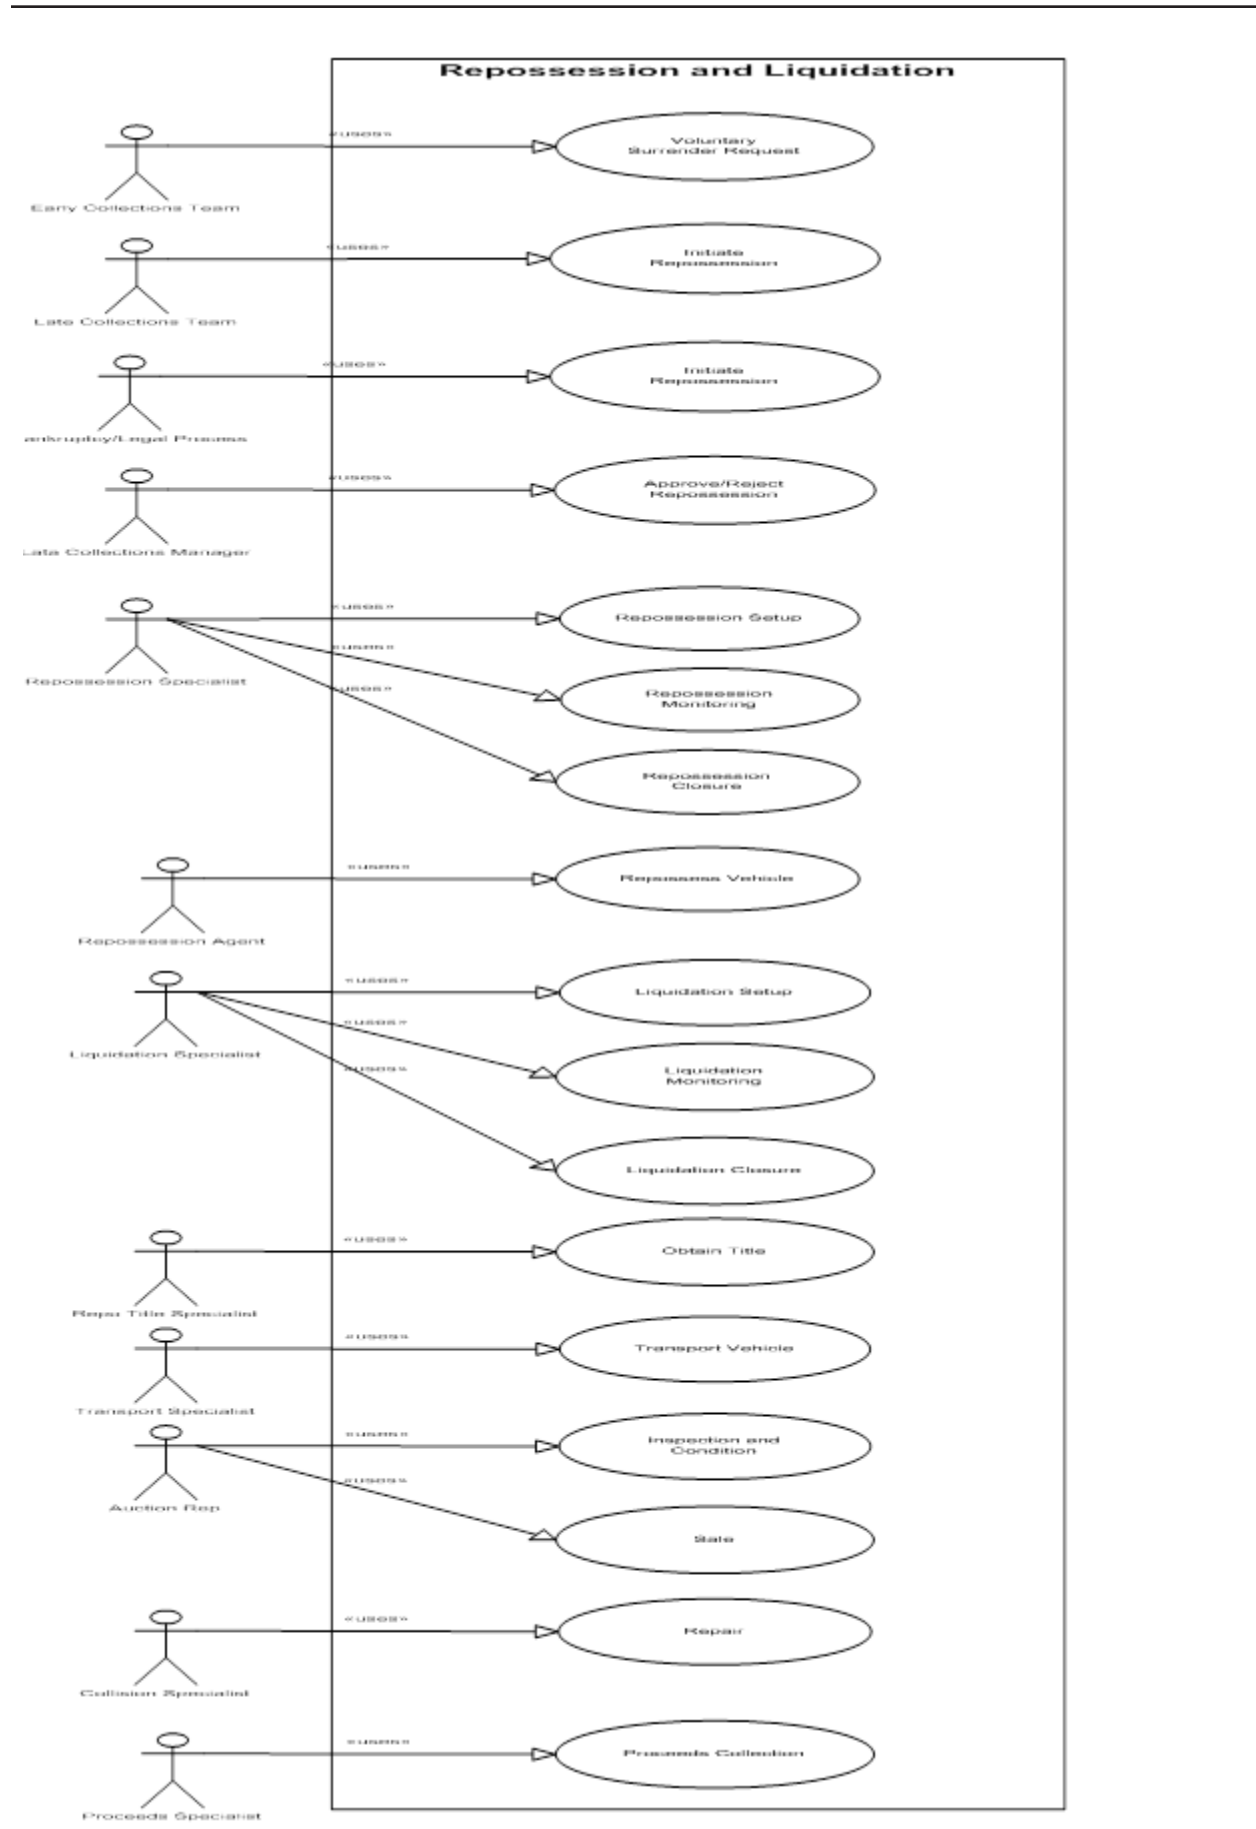 Repossession and Liquidation
«uses»
Voluntary
Surrender Request
Early Collections Team
«uses»
Initiate
Repossession
Late Collections Team
«uses»
Initiate
Repossession
ankruptcy/Legal Process
«uses»
Approve/Reject
Repossession
Late Collections Manager
«uses»
Repossession Setup
«uses»
Repossession Specialist
«uses»
Repossession
Monitoring
Repossession
Closure
«uses»
Repossess Vehicle
Repossession Agent
«uses»
Liquidation Setup
«uses»
Liquidation Specialist
«uses»
Liquidation
Monitoring
Liquidation Closure
«uses»
Obtain Title
Repo Title Specialist
«uses»
Transport Vehicle
Transport Specialist
«uses»
Inspection and
Condition
«uses»
Auction Rep
Sale
«uses»
Repair
Collision Specialist
«uses»
Proceeds Collection
Proceeds Specialist